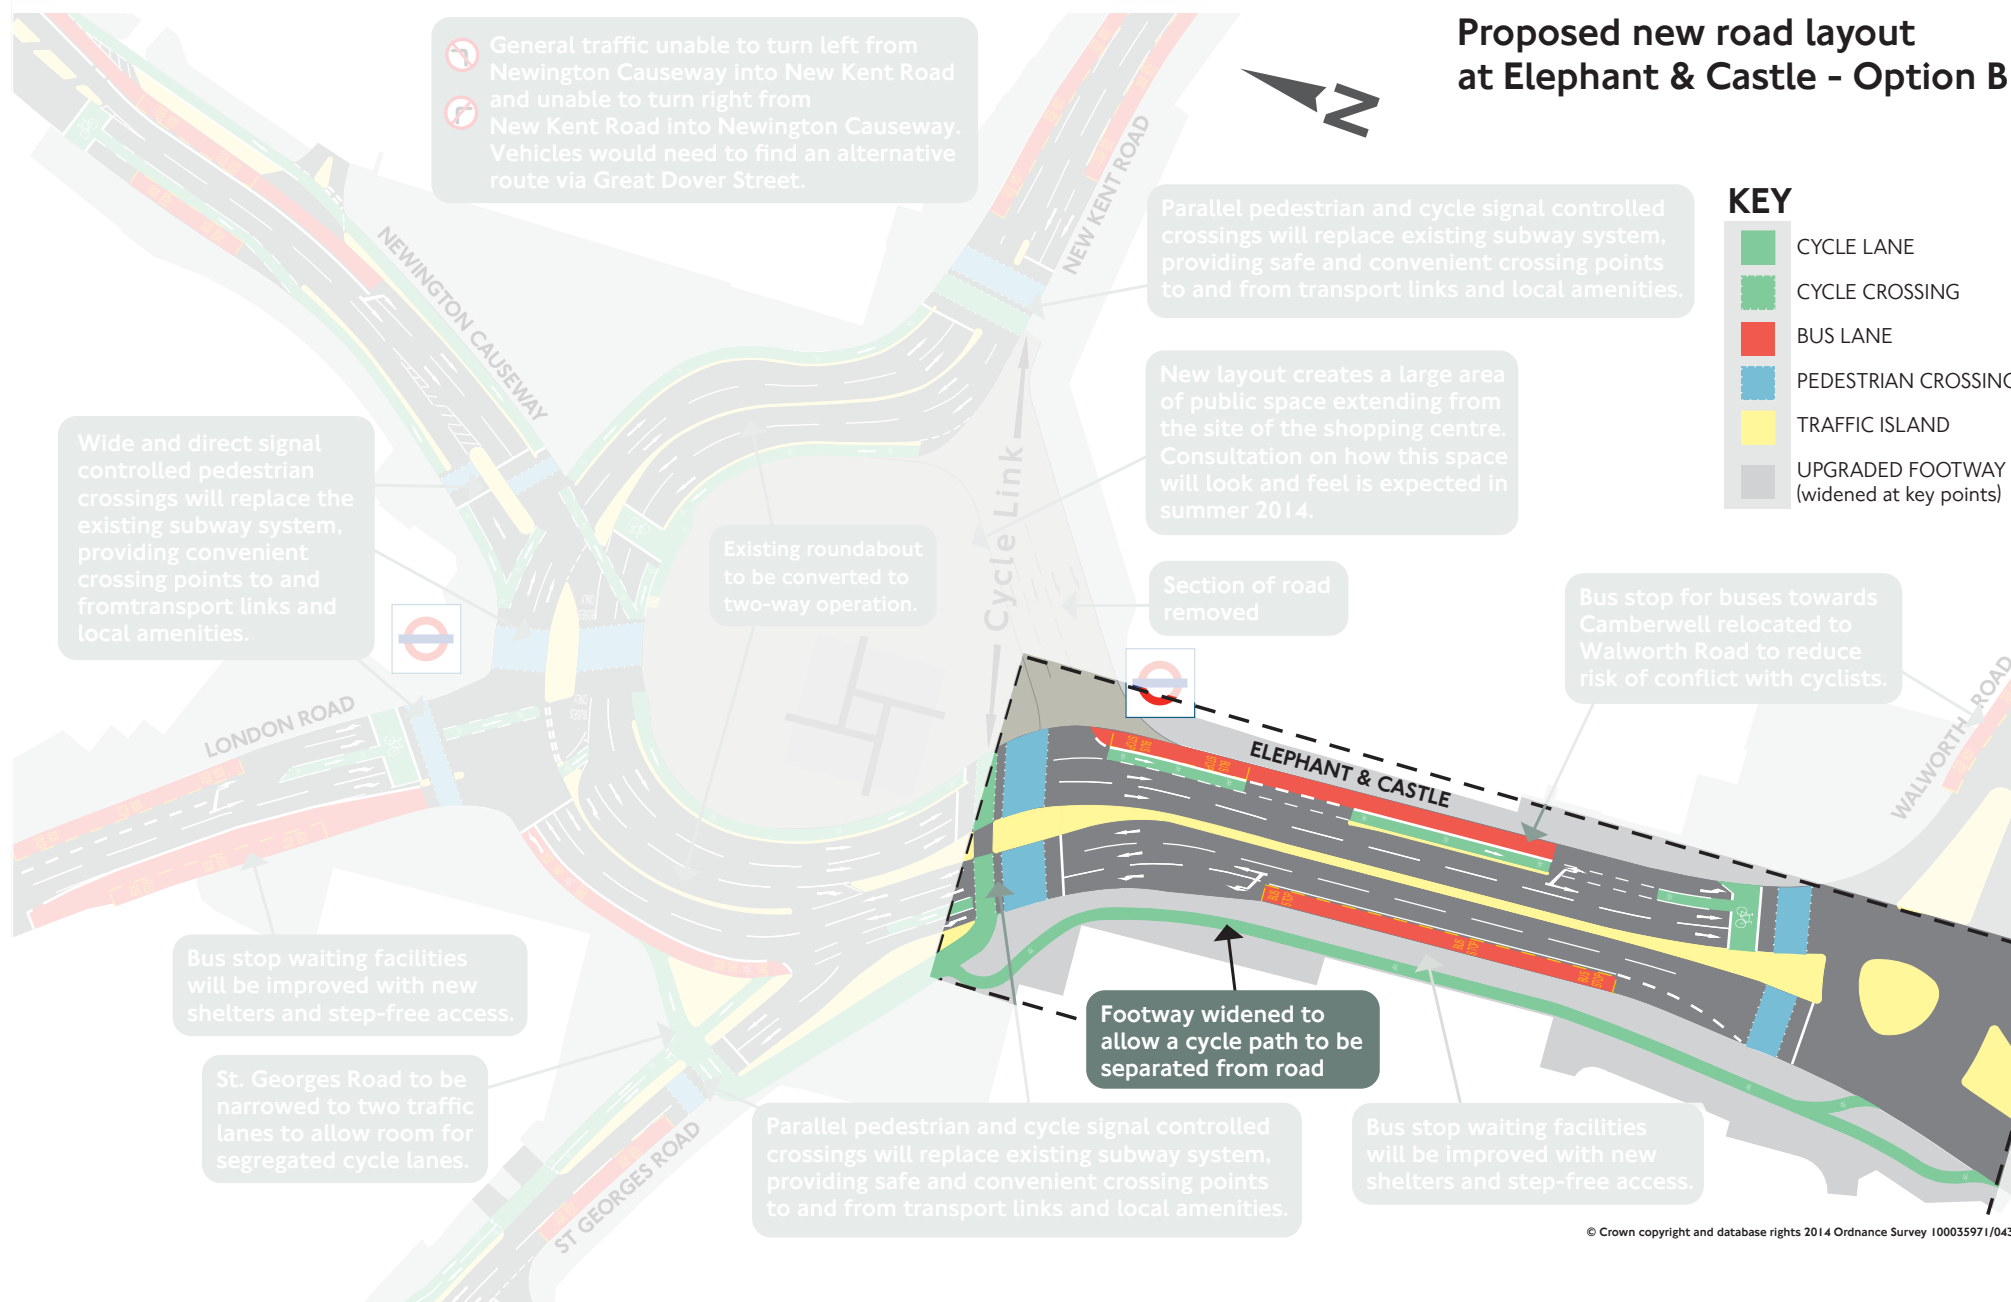 Proposed new road layout
at Elephant & Castle - Option B
General traffic unable to turn left from
Newington Causeway into New Kent Road
and unable to turn right from
New Kent Road into Newington Causeway.
Vehicles would need to find an alternative
route via Great Dover Street.
NEW KENT ROAD
Parallel pedestrian and cycle signal controlled
crossings will replace existing subway system,
providing safe and convenient crossing points
to and from transport links and local amenities.
KEY
CYCLE LANE
CYCLE CROSSING
BUS LANE
PEDESTRIAN CROSSING
TRAFFIC ISLAND
UPGRADED FOOTWAY
(widened at key points)
NEWINGTON CAUSEWAY
New layout creates a large area
of public space extending from
the site of the shopping centre.
Consultation on how this space
will look and feel is expected in
summer 2014.
Wide and direct signal
controlled pedestrian
crossings will replace the
existing subway system,
providing convenient
crossing points to and
fromtransport links and
local amenities.
Existing roundabout
to be converted to
two-way operation.
Cycle Link
Section of road
removed
Bus stop for buses towards
Camberwell relocated to
Walworth Road to reduce
risk of conflict with cyclists.
WALWORTH ROAD
LONDON ROAD
ELEPHANT & CASTLE
BUS STOP
BUS STOP
BUS STOP
BUS STOP
BUS STOP
Bus stop waiting facilities
will be improved with new
shelters and step-free access.
Footway widened to
allow a cycle path to be
separated from road
St. Georges Road to be
narrowed to two traffic
lanes to allow room for
segregated cycle lanes.
ST GEORGES ROAD
Parallel pedestrian and cycle signal controlled
crossings will replace existing subway system,
providing safe and convenient crossing points
to and from transport links and local amenities.
Bus stop waiting facilities
will be improved with new
shelters and step-free access.
© Crown copyright and database rights 2014 Ordnance Survey 100035971/043
N